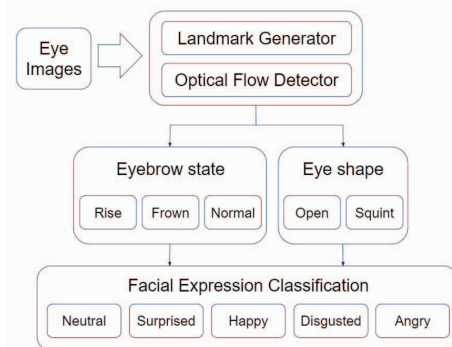 Eye
Images
Landmark Generator
Optical Flow Detector
Eyebrow state
Rise
Frown
Normal
Eye shape
Open
Squint
Facial Expression Classification
Neutral
Surprised
Happy
Disgusted
Angry